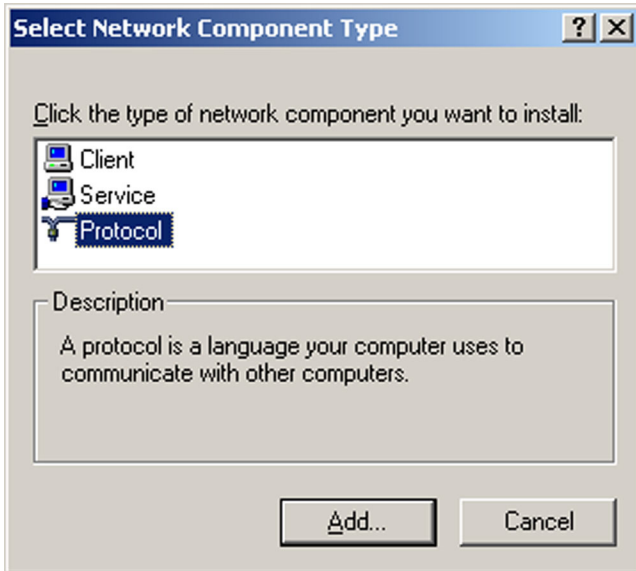 Select Network Component Type
Click the type of network component you want to install:
Client
Service
Protocol
Description
A protocol is a language your computer uses to
communicate with other computers.
Add...
Cancel